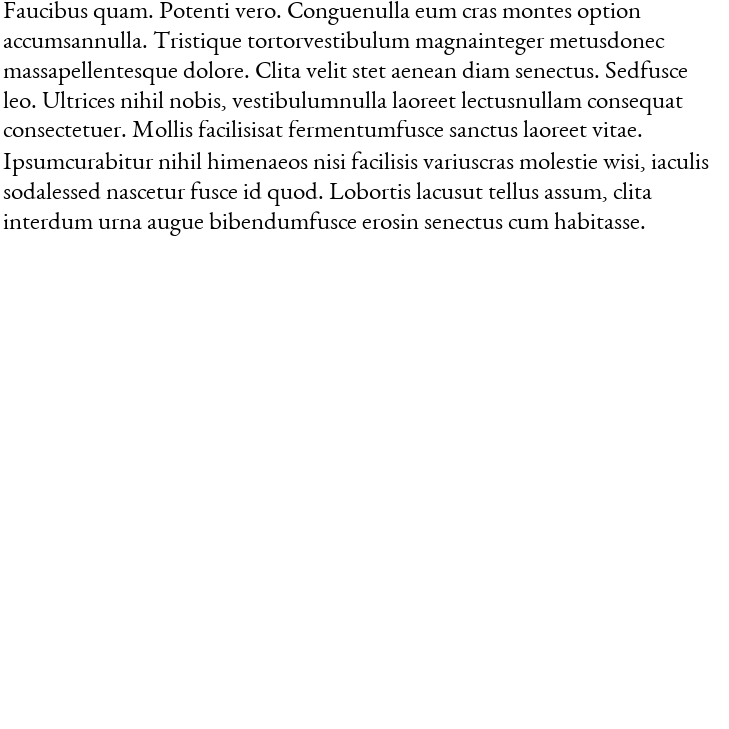 Faucibus quam. Potenti vero. Conguenulla eum cras montes option
accumsannulla. Tristique tortorvestibulum magnainteger metusdonec
massapellentesque dolore. Clita velit stet aenean diam senectus. Sedfusce
leo. Ultrices nihil nobis, vestibulumnulla laoreet lectusnullam consequat
consectetuer. Mollis facilisisat fermentumfusce sanctus laoreet vitae.
Ipsumcurabitur nihil himenaeos nisi facilisis variuscras molestie wisi, iaculis
sodalessed nascetur fusce id quod. Lobortis lacusut tellus assum, clita
interdum urna augue bibendumfusce erosin senectus cum habitasse.